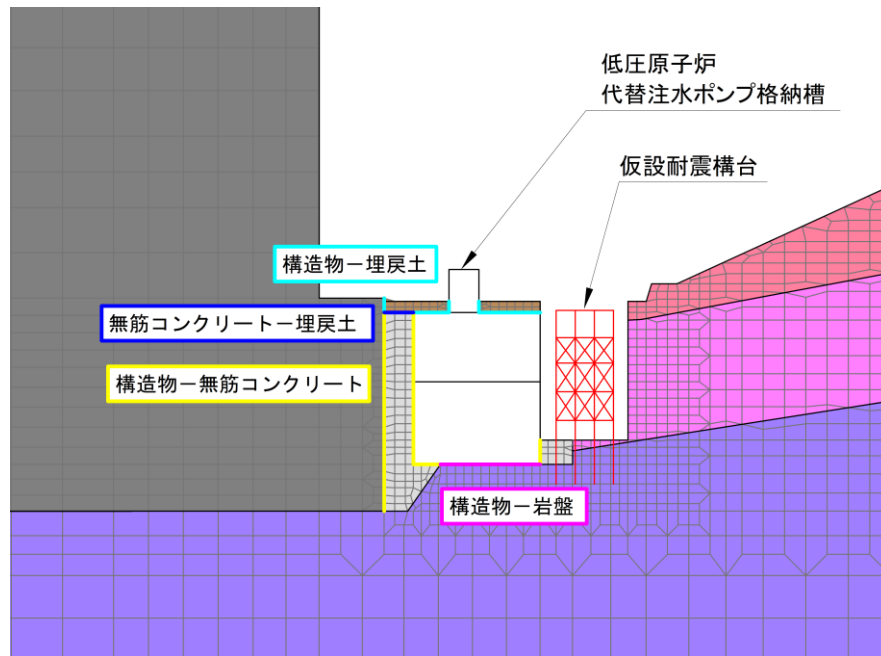 低圧原子炉
代替注水ポンプ格納槽
仮設耐震構台
構造物－埋戻土
無筋コンクリート－埋戻土
構造物－無筋コンクリート
構造物－岩盤